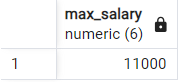 max_salary
numeric (6)
1 11000